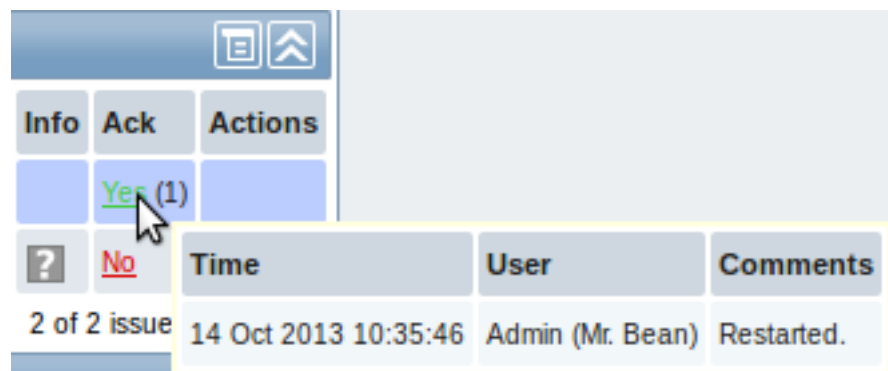 Info Ack Actions
Yes (1)
? No
Time User Comments
2 of 2 issue
14 Oct 2013 10:35:46 Admin (Mr. Bean) Restarted.